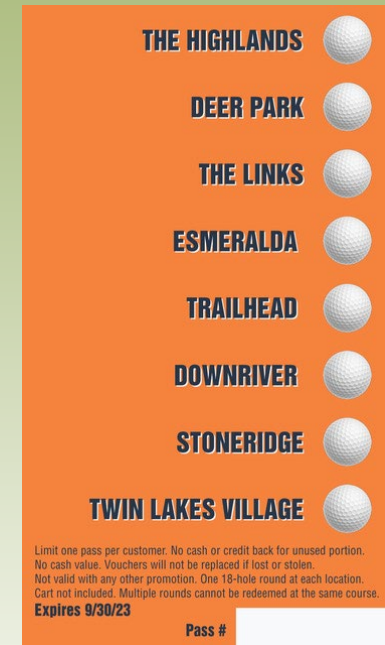 THE HIGHLANDS
DEER PARK
THE LINKS
ESMERALDA
TRAILHEAD
DOWNRIVER
STONERIDGE
TWIN LAKES VILLAGE
Limit one pass per customer. No cash or credit back for unused portion.
No cash value. Vouchers will not be replaced if lost or stolen.
Not valid with any other promotion. One 18-hole round at each location.
Cart not included. Multiple rounds cannot be redeemed at the same course.
Expires 9/30/23
Pass #